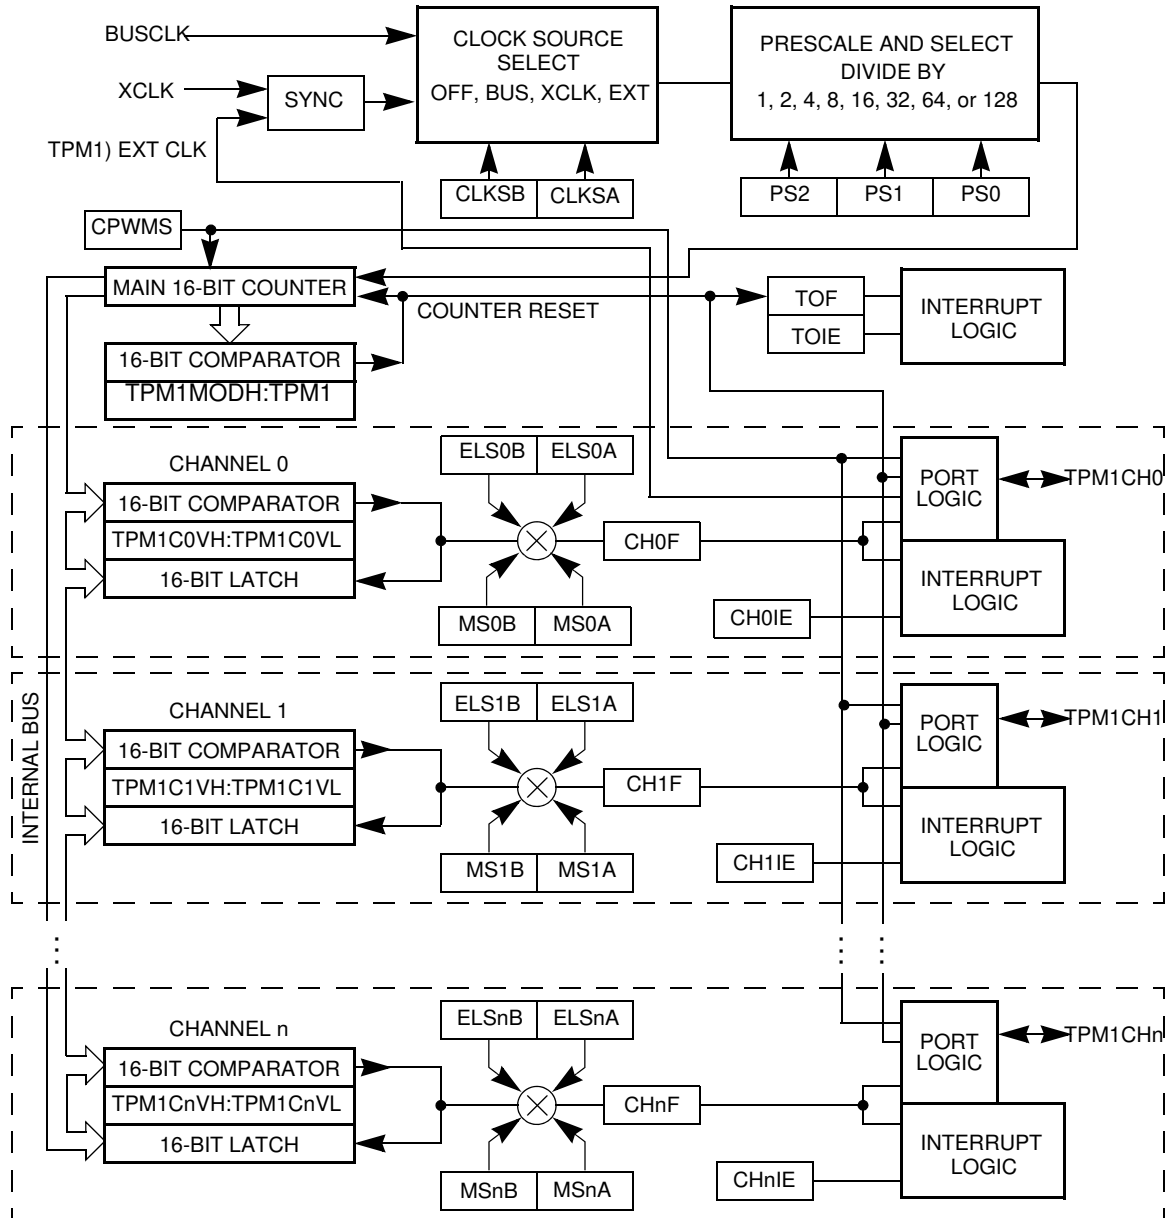 BUSCLK
XCLK
SYNC
TPM1) EXT CLK
CLOCK SOURCE
SELECT
OFF, BUS, XCLK, EXT
CLKSB
CLKSA
PRESCALE AND SELECT
DIVIDE BY
1, 2, 4, 8, 16, 32, 64, or 128
PS2
PS1
PS0
CPWMS
MAIN 16-BIT COUNTER
COUNTER RESET
16-BIT COMPARATOR
TPM1MODH:TPM1
TOF
TOIE
INTERRUPT
LOGIC
CHANNEL 0
16-BIT COMPARATOR
TPM1C0VH:TPM1C0VL
16-BIT LATCH
ELS0B
ELS0A
MS0B
MS0A
CH0F
CH0IE
PORT
LOGIC
TPM1CH0
INTERRUPT
LOGIC
INTERNAL BUS
CHANNEL 1
16-BIT COMPARATOR
TPM1C1VH:TPM1C1VL
16-BIT LATCH
ELS1B
ELS1A
MS1B
MS1A
CH1F
CH1IE
PORT
LOGIC
TPM1CH1
INTERRUPT
LOGIC
CHANNEL n
16-BIT COMPARATOR
TPM1CnVH:TPM1CnVL
16-BIT LATCH
ELSnB
ELSnA
MSnB
MSnA
CHnF
CHnIE
PORT
LOGIC
TPM1CHn
INTERRUPT
LOGIC